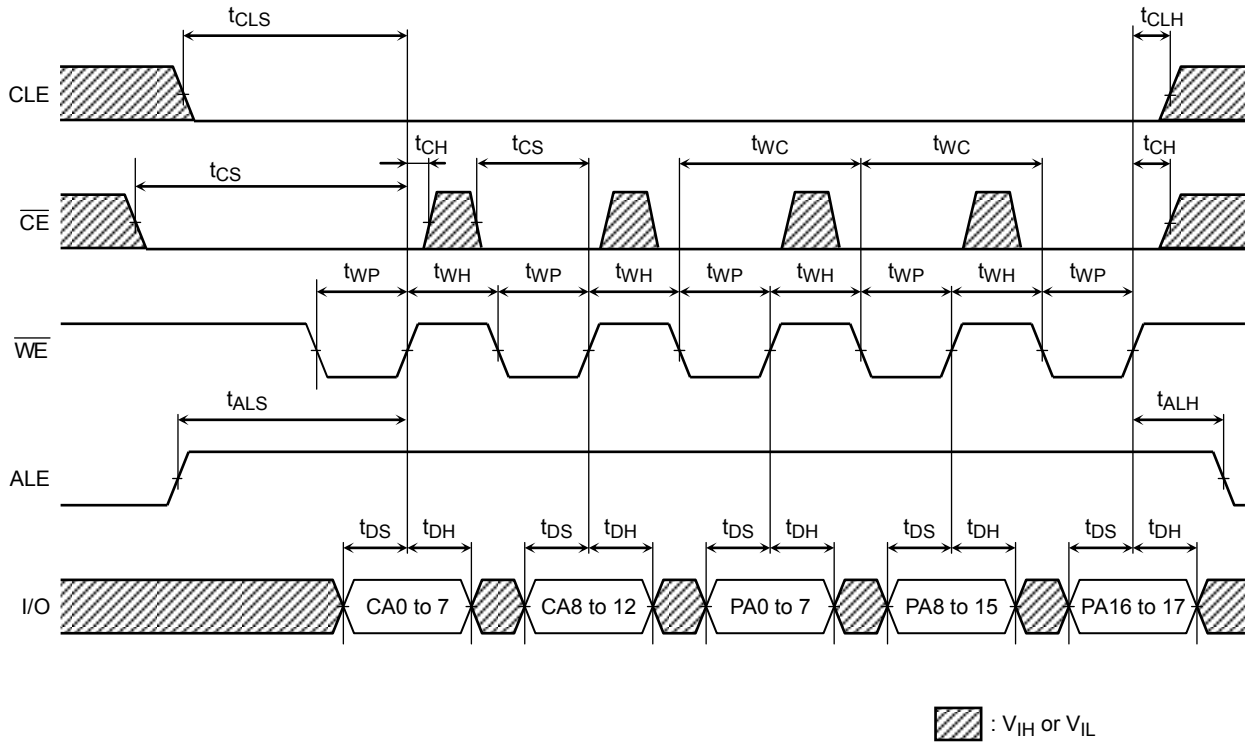 tCLS tCLH
CLE
tCH tCS tWC tWC tCH
tCS
CE
tWP tWH tWP tWH tWP tWH tWP tWH tWP
WE
tALS tALH
ALE
tDS tDH tDS tDH tDS tDH tDS tDH tDS tDH
I/O CA0 to 7 CA8 to 12 PA0 to 7 PA8 to 15 PA16 to 17
: VIH or VIL